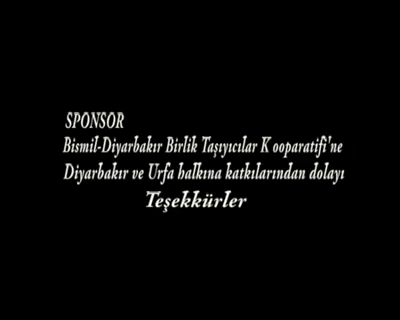 SPONSOR
Bismil-Diyarbakır Birlik Taşıyıcılar K ooparatifi'ne
Diyarbakır ve Urfa halkına katkılarından dolayı
Teşekkürler